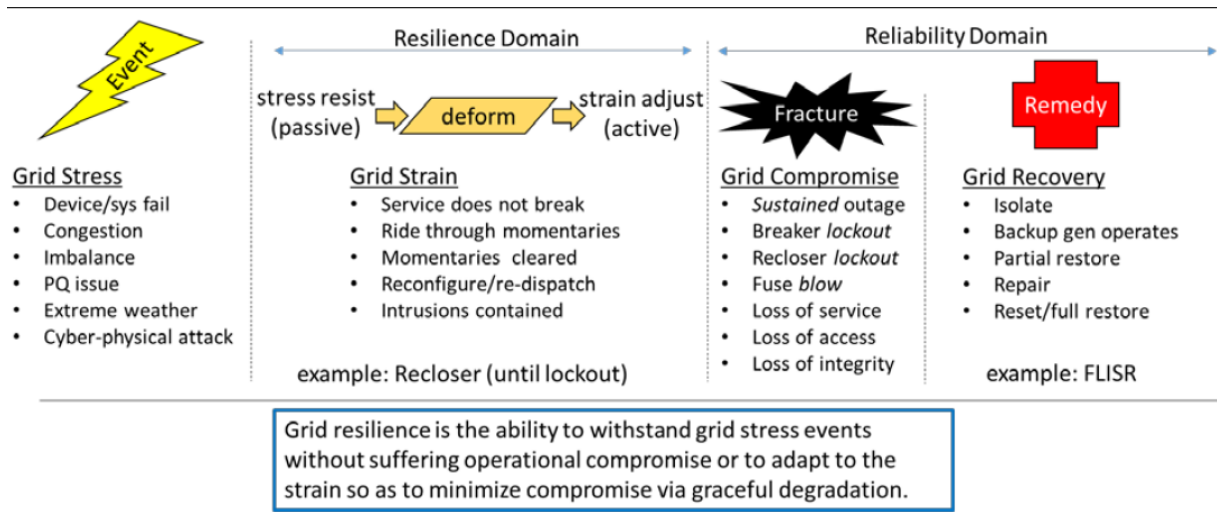 Event
Resilience Domain
Reliability Domain
stress resist
(passive)
deform
strain adjust
(active)
Fracture
Remedy
Grid Stress
• Device/sys fail
• Congestion
• Imbalance
• PQ issue
• Extreme weather
• Cyber-physical attack
Grid Strain
• Service does not break
• Ride through momentaries
• Momentaries cleared
• Reconfigure/re-dispatch
• Intrusions contained
example: Recloser (until lockout)
Grid Compromise
• Sustained outage
• Breaker lockout
• Recloser lockout
• Fuse blow
• Loss of service
• Loss of access
• Loss of integrity
Grid Recovery
• Isolate
• Backup gen operates
• Partial restore
• Repair
• Reset/full restore
example: FLISR
Grid resilience is the ability to withstand grid stress events
without suffering operational compromise or to adapt to the
strain so as to minimize compromise via graceful degradation.